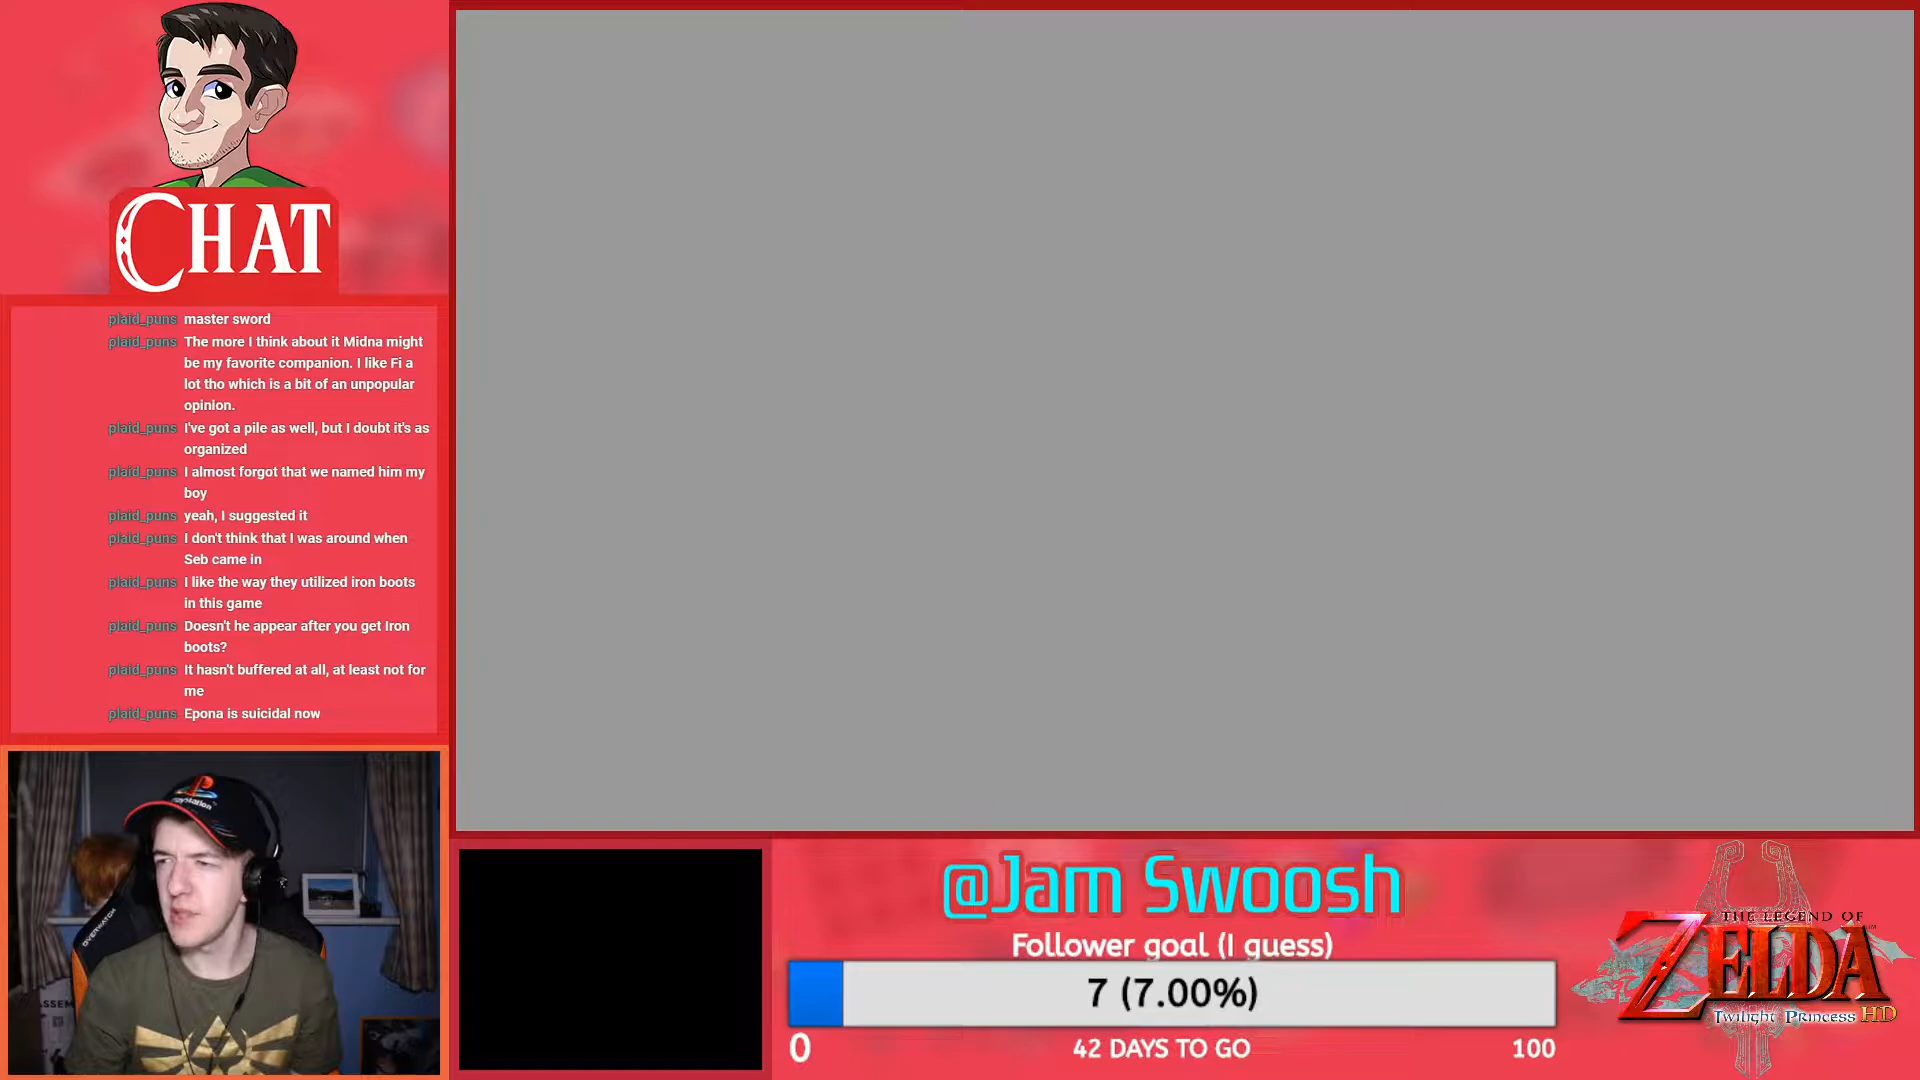 CHAT
plaid_puns master sword
plaid_puns The more I think about it Midna might
be my favorite companion. I like Fi a
lot tho which is a bit of an unpopular
opinion.
plaid_puns I've got a pile as well, but I doubt it's as
organized
plaid_puns I almost forgot that we named him my
boy
plaid_puns yeah, I suggested it
plaid_puns I don't think that I was around when
Seb came in
plaid_puns I like the way they utilized iron boots
in this game
plaid_puns Doesn't he appear after you get Iron
boots?
plaid_puns It hasn't buffered at all, at least not for
me
plaid_puns Epona is suicidal now
PlayStation
OVERWATCH
@Jam Swoosh
Follower goal (I guess)
7 (7.00%)
0 42 DAYS TO GO 100
THE LEGEND OF
ZELDA
Twilight Princess HD